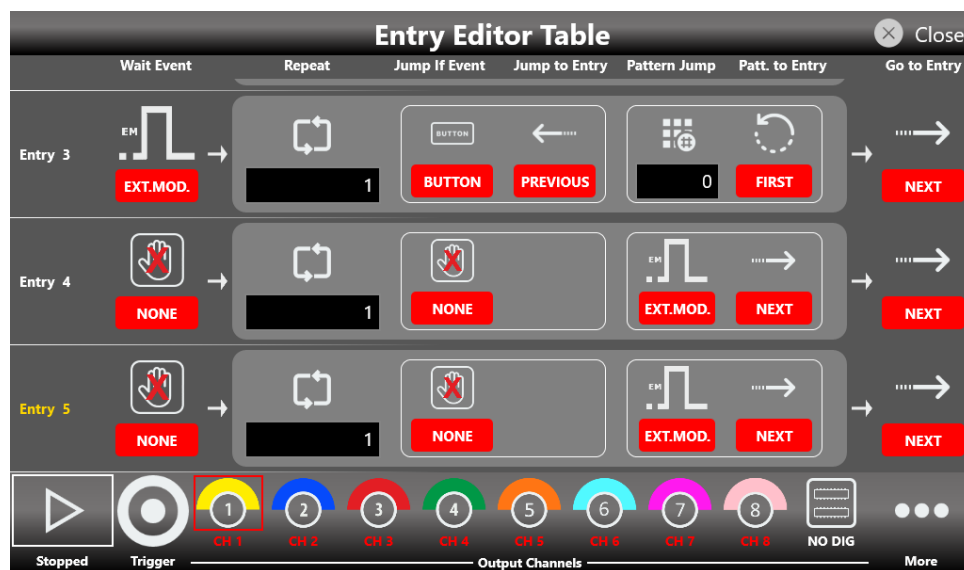 Entry Editor Table
Close
Wait Event Repeat Jump If Event Jump to Entry Pattern Jump Patt. to Entry Go to Entry
EM BUTTON #
Entry 3
EXT.MOD. 1 BUTTON PREVIOUS 0 FIRST NEXT
EM
Entry 4
NONE 1 NONE EXT.MOD. NEXT NEXT
EM
Entry 5
NONE 1 NONE EXT.MOD. NEXT NEXT
1 2 3 4 5 6 7 8
CH 1 CH 2 CH 3 CH 4 CH 5 CH 6 CH 7 CH 8 NO DIG
Stopped Trigger Output Channels More